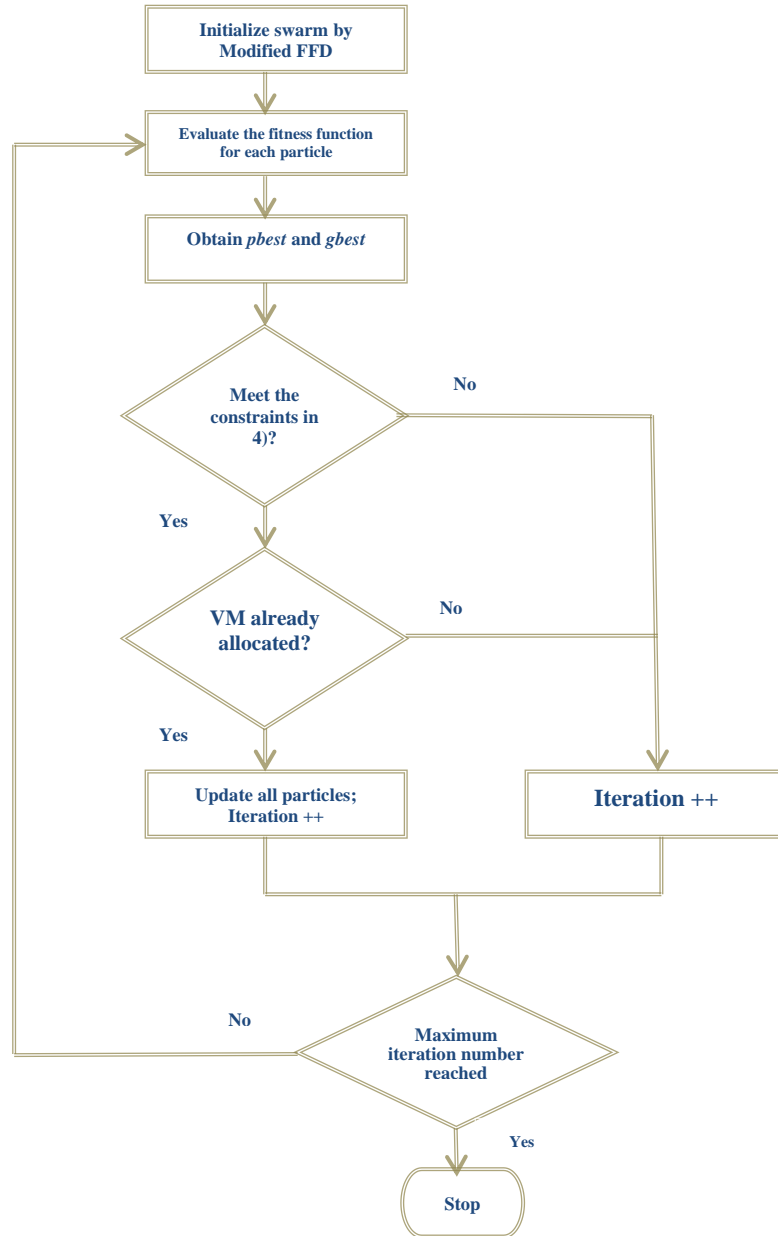 Initialize swarm by
Modified FFD
Evaluate the fitness function
for each particle
Obtain pbest and gbest
Meet the
constraints in
4)?
No
Yes
VM already
allocated?
No
Yes
Update all particles;
Iteration ++
Iteration ++
No
Maximum
iteration number
reached
Yes
Stop